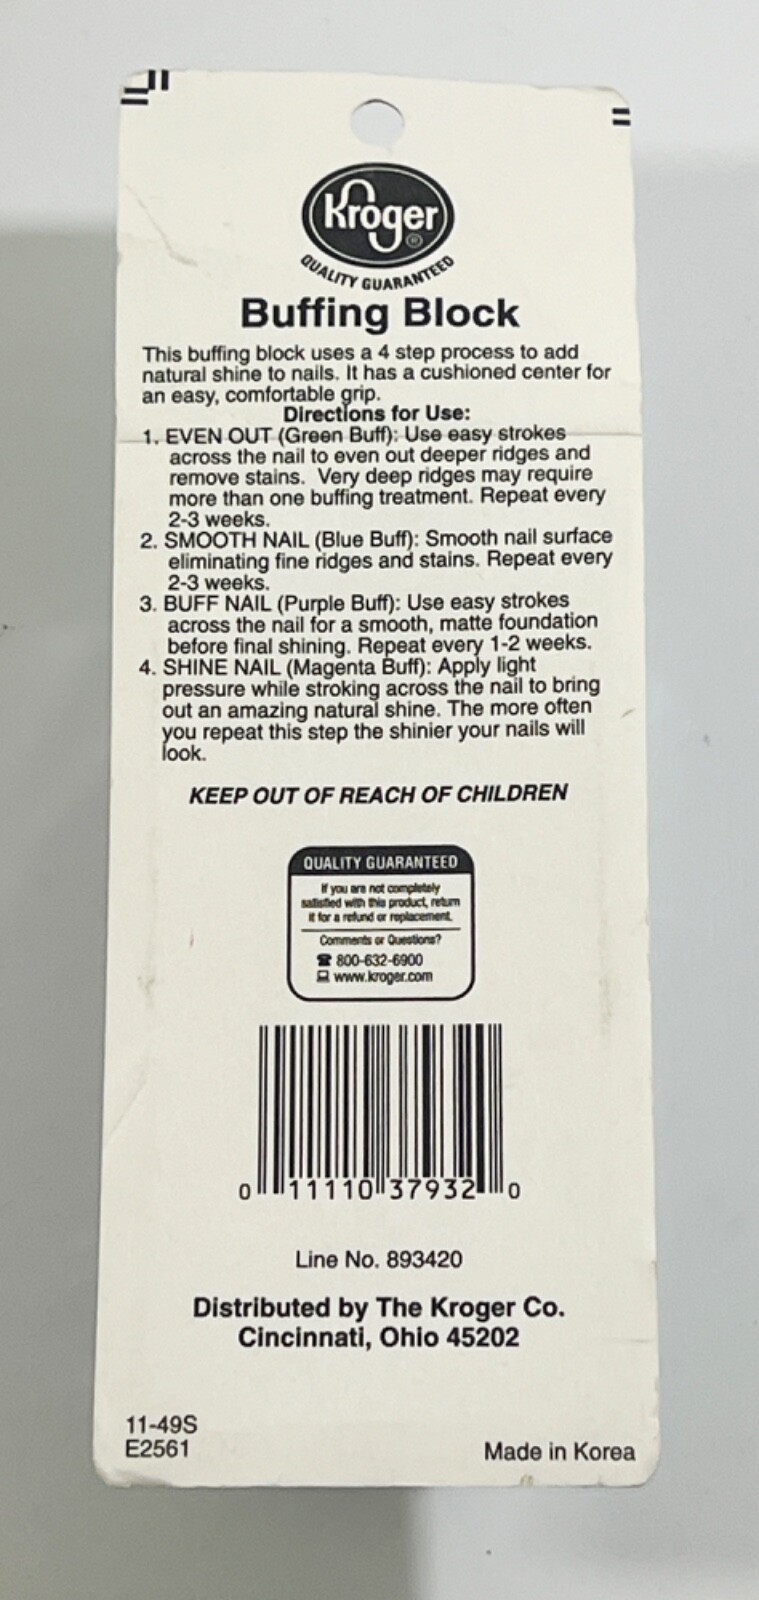 Kroger®
QUALITY GUARANTEED
Buffing Block
This buffing block uses a 4 step process to add
natural shine to nails. It has a cushioned center for
an easy, comfortable grip.
Directions for Use:
1. EVEN OUT (Green Buff): Use easy strokes
across the nail to even out deeper ridges and
remove stains. Very deep ridges may require
more than one buffing treatment. Repeat every
2-3 weeks.
2. SMOOTH NAIL (Blue Buff): Smooth nail surface
eliminating fine ridges and stains. Repeat every
2-3 weeks.
3. BUFF NAIL (Purple Buff): Use easy strokes
across the nail for a smooth, matte foundation
before final shining. Repeat every 1-2 weeks.
4. SHINE NAIL (Magenta Buff): Apply light
pressure while stroking across the nail to bring
out an amazing natural shine. The more often
you repeat this step the shinier your nails will
look.
KEEP OUT OF REACH OF CHILDREN
QUALITY GUARANTEED
If you are not completely
satisfied with this product, return
it for a refund or replacement.
Comments or Questions?
800-632-6900
www.kroger.com
0 11110 37932 0
Line No. 893420
Distributed by The Kroger Co.
Cincinnati, Ohio 45202
11-49S
E2561
Made in Korea